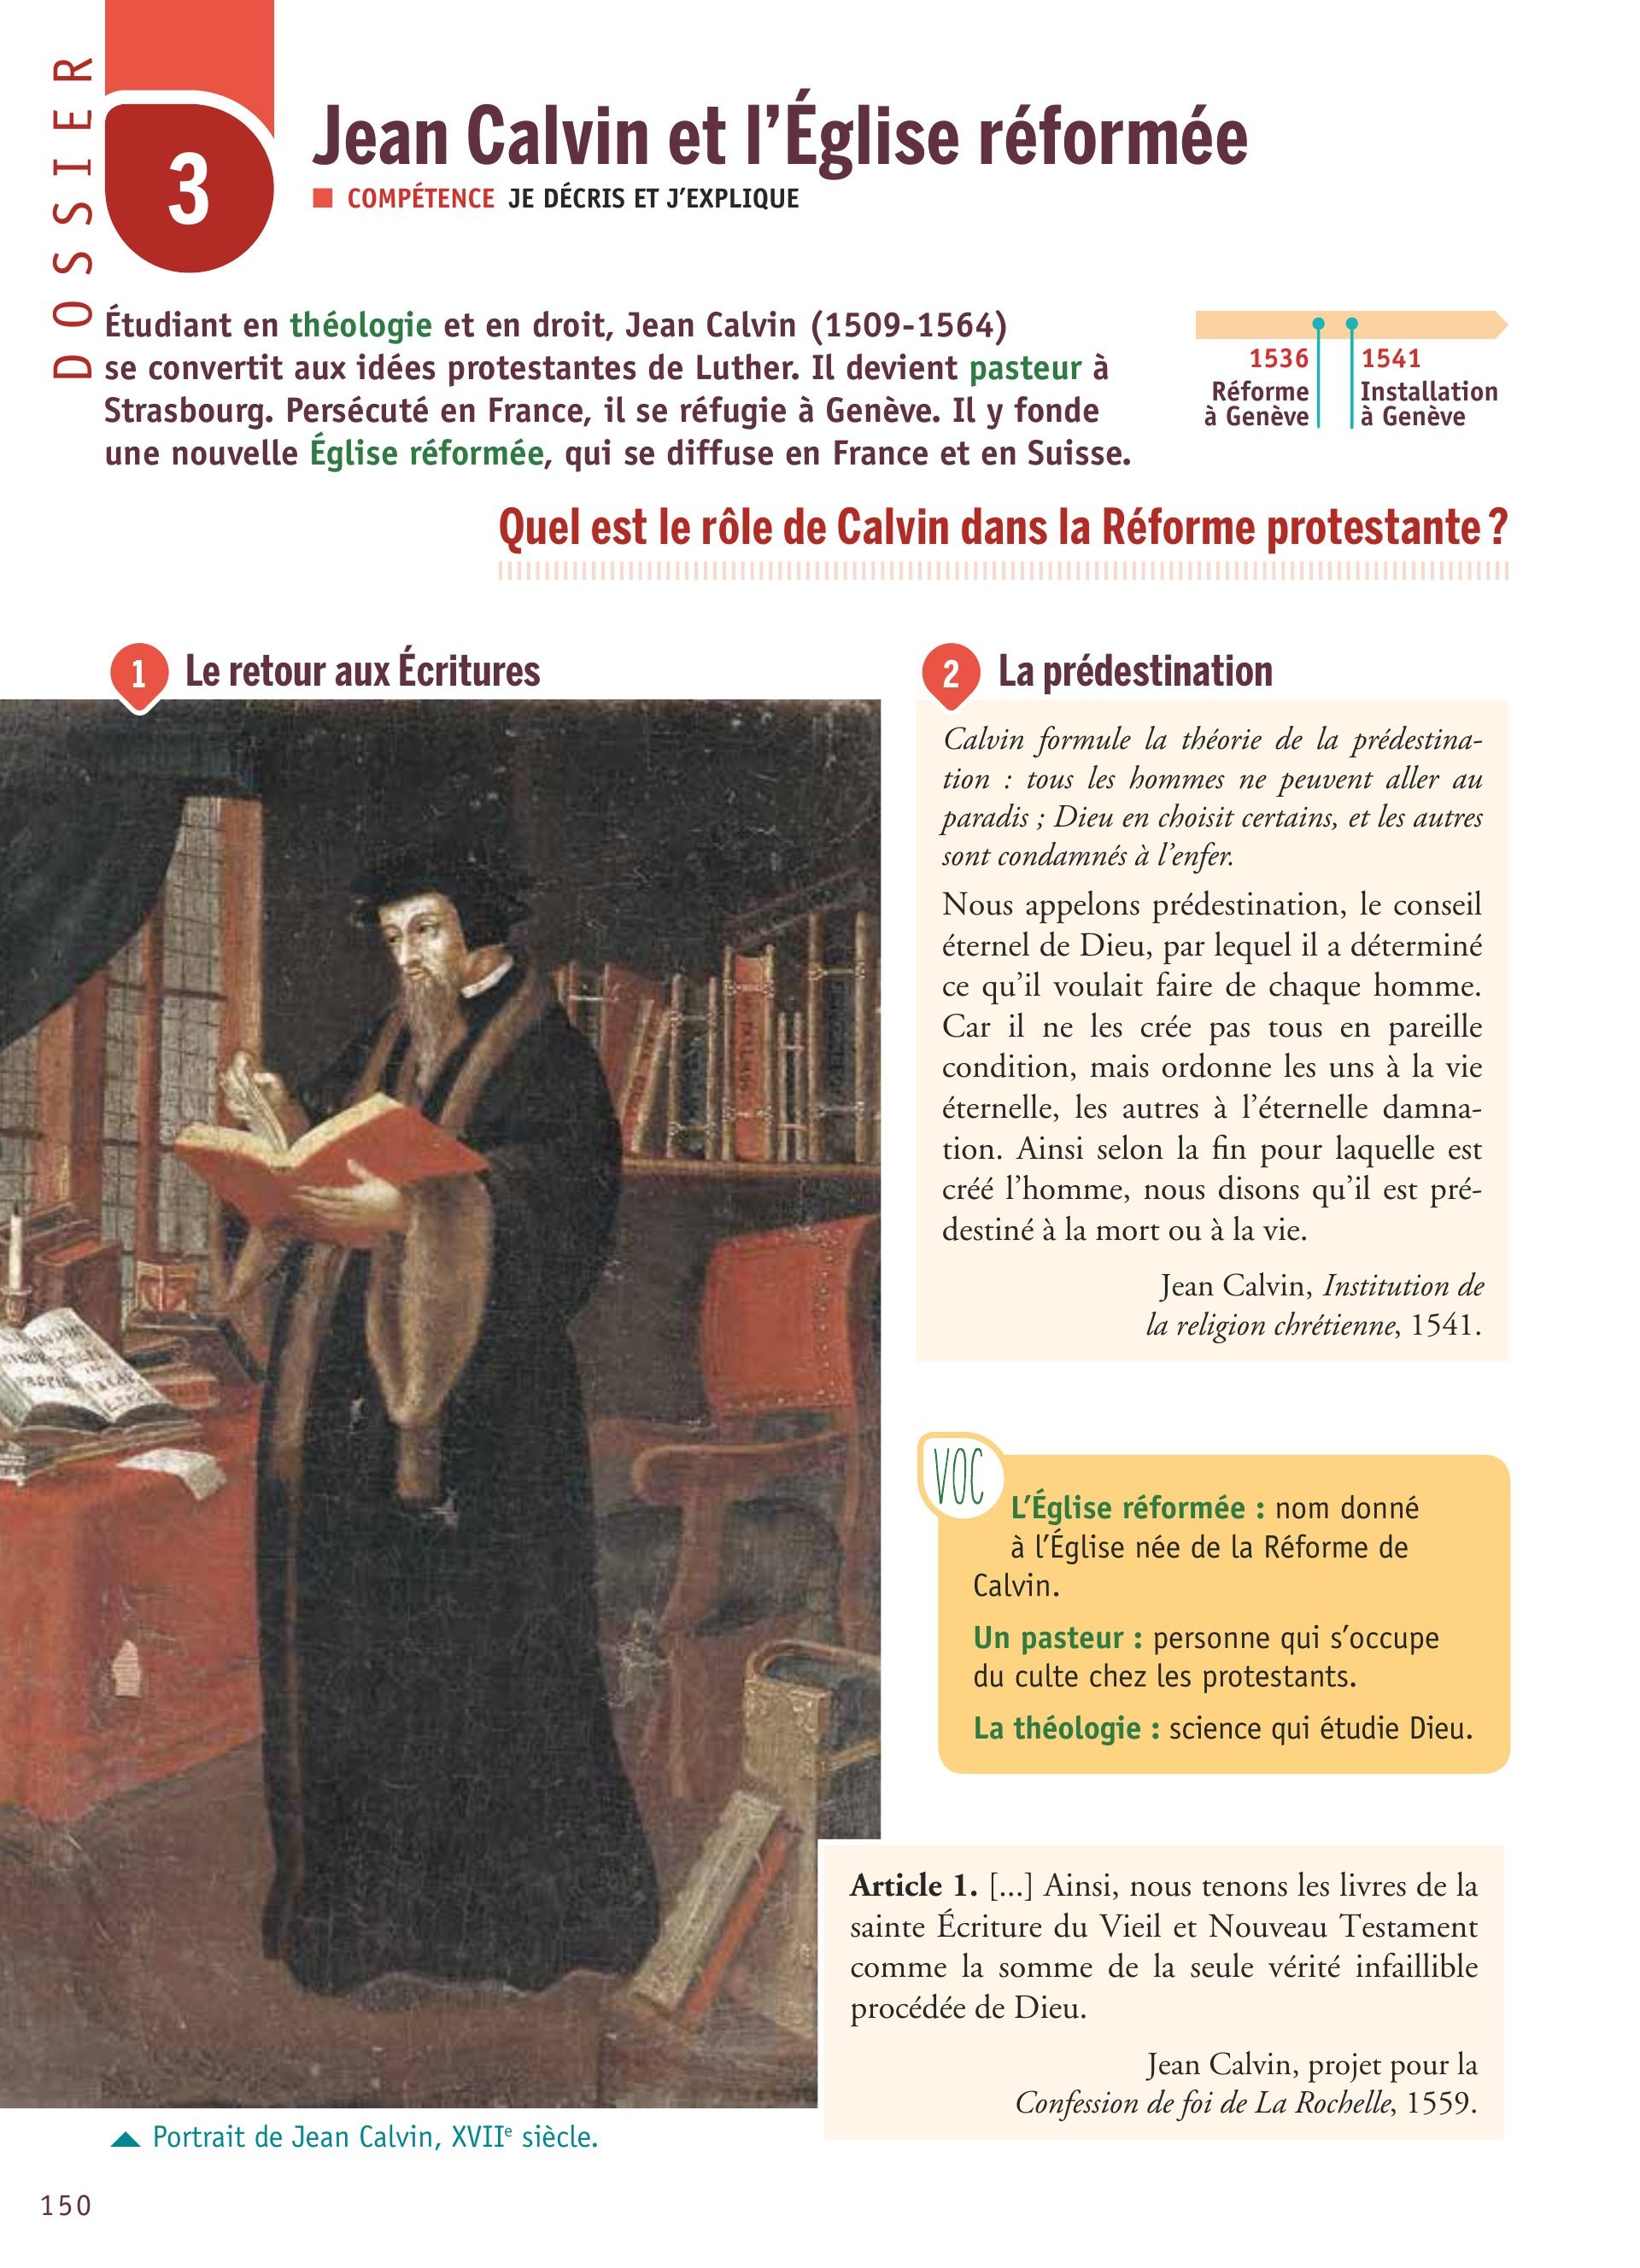 DOSSIER
3
Jean Calvin et l’Église réformée
COMPÉTENCE JE DÉCRIS ET J’EXPLIQUE
Étudiant en théologie et en droit, Jean Calvin (1509-1564)
se convertit aux idées protestantes de Luther. Il devient pasteur à
Strasbourg. Persécuté en France, il se réfugie à Genève. Il y fonde
une nouvelle Église réformée, qui se diffuse en France et en Suisse.
1536
Réforme
à Genève
1541
Installation
à Genève
Quel est le rôle de Calvin dans la Réforme protestante ?
1 Le retour aux Écritures
▲ Portrait de Jean Calvin, XVIIe siècle.
Article 1. [...] Ainsi, nous tenons les livres de la
sainte Écriture du Vieil et Nouveau Testament
comme la somme de la seule vérité infaillible
procédée de Dieu.
Jean Calvin, projet pour la
Confession de foi de La Rochelle, 1559.
2 La prédestination
Calvin formule la théorie de la prédestina-
tion : tous les hommes ne peuvent aller au
paradis ; Dieu en choisit certains, et les autres
sont condamnés à l’enfer.
Nous appelons prédestination, le conseil
éternel de Dieu, par lequel il a déterminé
ce qu’il voulait faire de chaque homme.
Car il ne les crée pas tous en pareille
condition, mais ordonne les uns à la vie
éternelle, les autres à l’éternelle damna-
tion. Ainsi selon la fin pour laquelle est
créé l’homme, nous disons qu’il est pré-
destiné à la mort ou à la vie.
Jean Calvin, Institution de
la religion chrétienne, 1541.
VOC
L’Église réformée : nom donné
à l’Église née de la Réforme de
Calvin.
Un pasteur : personne qui s’occupe
du culte chez les protestants.
La théologie : science qui étudie Dieu.
150